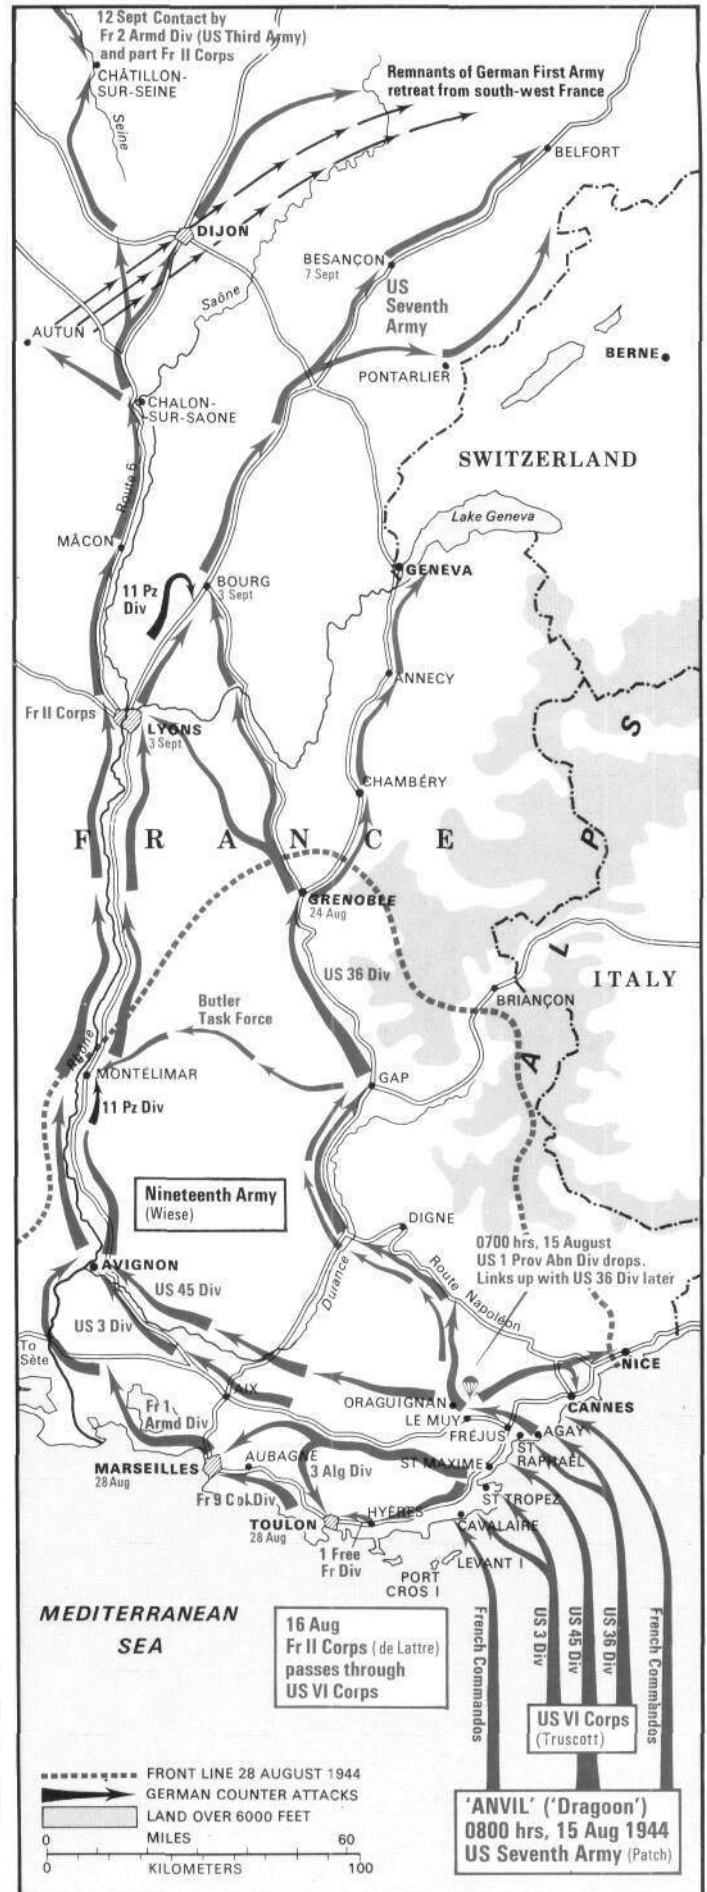 12 Sept Contact by
Fr 2 Armd Div (US Third Army)
and part Fr II Corps
CHÂTILLON-
SUR-SEINE
Seine
Remnants of German First Army
retreat from south-west France
BELFORT
DIJON
BESANÇON
7 Sept
US
Seventh
Army
Saône
AUTUN
PONTARLIER
BERNE
CHALON-
SUR-SAONE
SWITZERLAND
Route 6
Lake Geneva
MÂCON
GENEVA
11 Pz
Div
BOURG
3 Sept
ANNECY
Fr II Corps
LYONS
3 Sept
CHAMBÉRY
FRANCE
ALPS
GRENOBLE
24 Aug
US 36 Div
ITALY
BRIANÇON
Butler
Task Force
Rhône
MONTÉLIMAR
GAP
11 Pz Div
Nineteenth Army
(Wiese)
DIGNE
0700 hrs, 15 August
US 1 Prov Abn Div drops.
Links up with US 36 Div later
AVIGNON
Durance
Route Napoléon
US 45 Div
US 3 Div
To
Sète
NICE
AIX
ORAGUIGNAN
CANNES
LE MUY
Fr 1
Armd Div
FRÉJUS
AGAY
ST
RAPHAËL
MARSEILLES
28 Aug
AUBAGNE
3 Alg Div
ST MAXIME
Fr 9 Col Div
ST TROPEZ
TOULON
28 Aug
HYÈRES
CAVALAIRE
1 Free
Fr Div
PORT
CROS I
LEVANT I
MEDITERRANEAN
SEA
16 Aug
Fr II Corps (de Lattre)
passes through
US VI Corps
French Commandos
US 3 Div
US 45 Div
US 36 Div
French Commandos
US VI Corps
(Truscott)
'ANVIL' ('Dragoon')
0800 hrs, 15 Aug 1944
US Seventh Army (Patch)
FRONT LINE 28 AUGUST 1944
GERMAN COUNTER ATTACKS
LAND OVER 6000 FEET
0 MILES 60
0 KILOMETERS 100